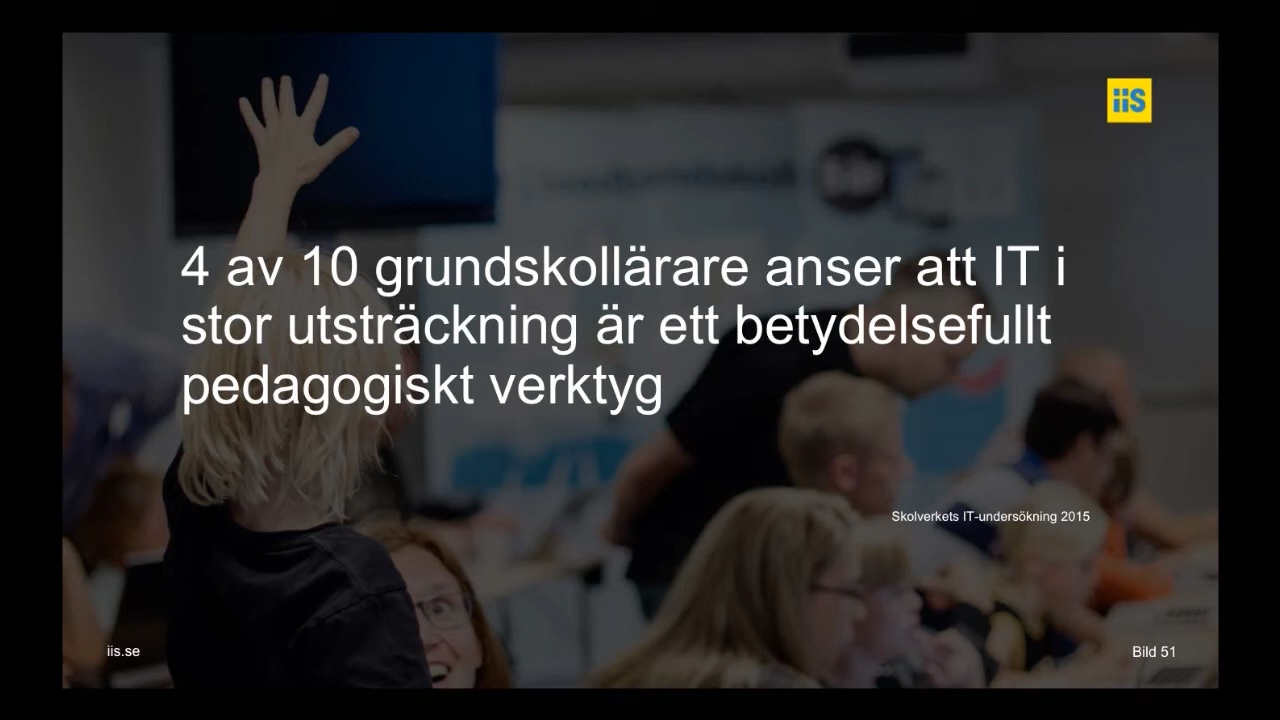 iiS
4 av 10 grundskollärare anser att IT i
stor utsträckning är ett betydelsefullt
pedagogiskt verktyg
Skolverkets IT-undersökning 2015
iis.se
Bild 51